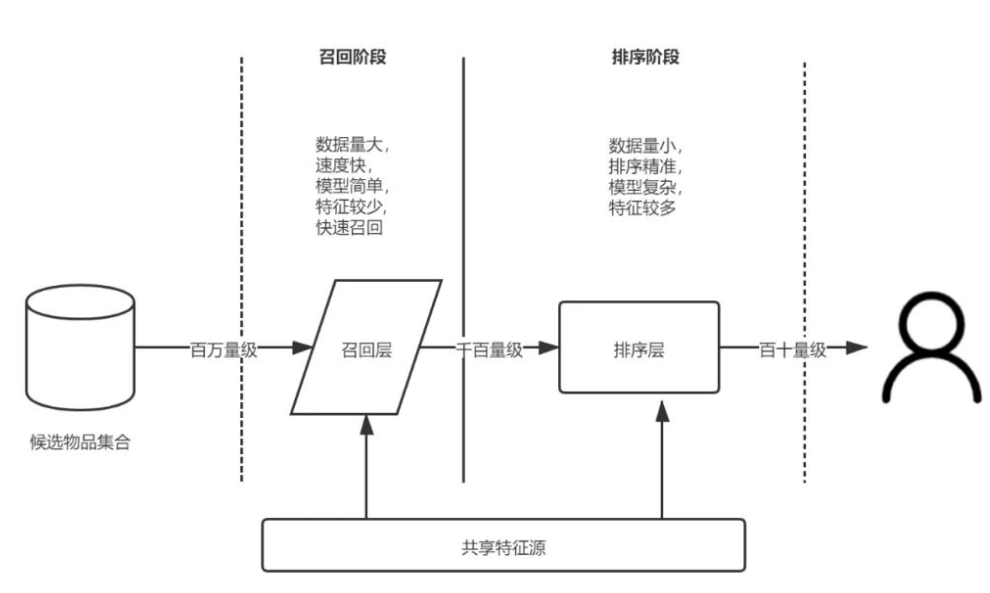 召回阶段
排序阶段
数据量大，
速度快，
模型简单，
特征较少，
快速召回
数据量小，
排序精准，
模型复杂，
特征较多
百万量级
召回层
千百量级
排序层
百十量级
候选物品集合
共享特征源